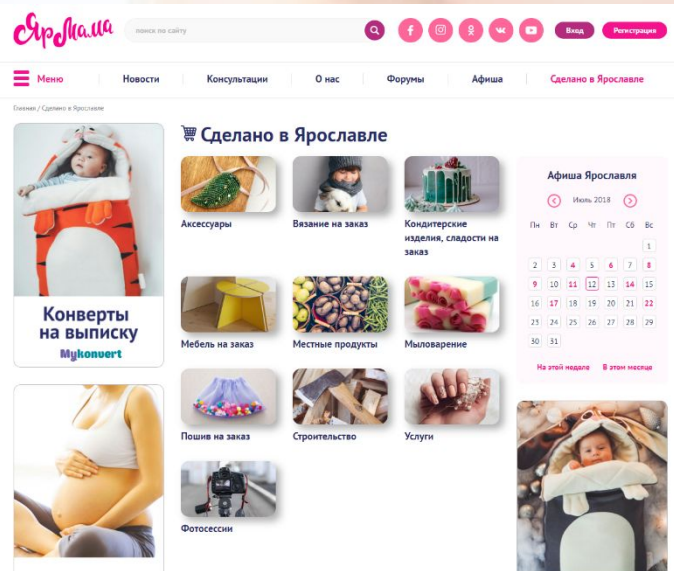 ЯрМама
поиск по сайту
Вход
Регистрация
Меню
Новости
Консультации
О нас
Форумы
Афиша
Сделано в Ярославле
Главная / Сделано в Ярославле
Конверты
на выписку
Mykonvert
Сделано в Ярославле
Аксессуары
Вязание на заказ
Кондитерские
изделия, сладости на
заказ
Мебель на заказ
Местные продукты
Мыловарение
Пошив на заказ
Строительство
Услуги
Фотосессии
Афиша Ярославля
Июль 2018
Пн Вт Ср Чт Пт Сб Вс
1
2 3 4 5 6 7 8
9 10 11 12 13 14 15
16 17 18 19 20 21 22
23 24 25 26 27 28 29
30 31
На этой неделе В этом месяце